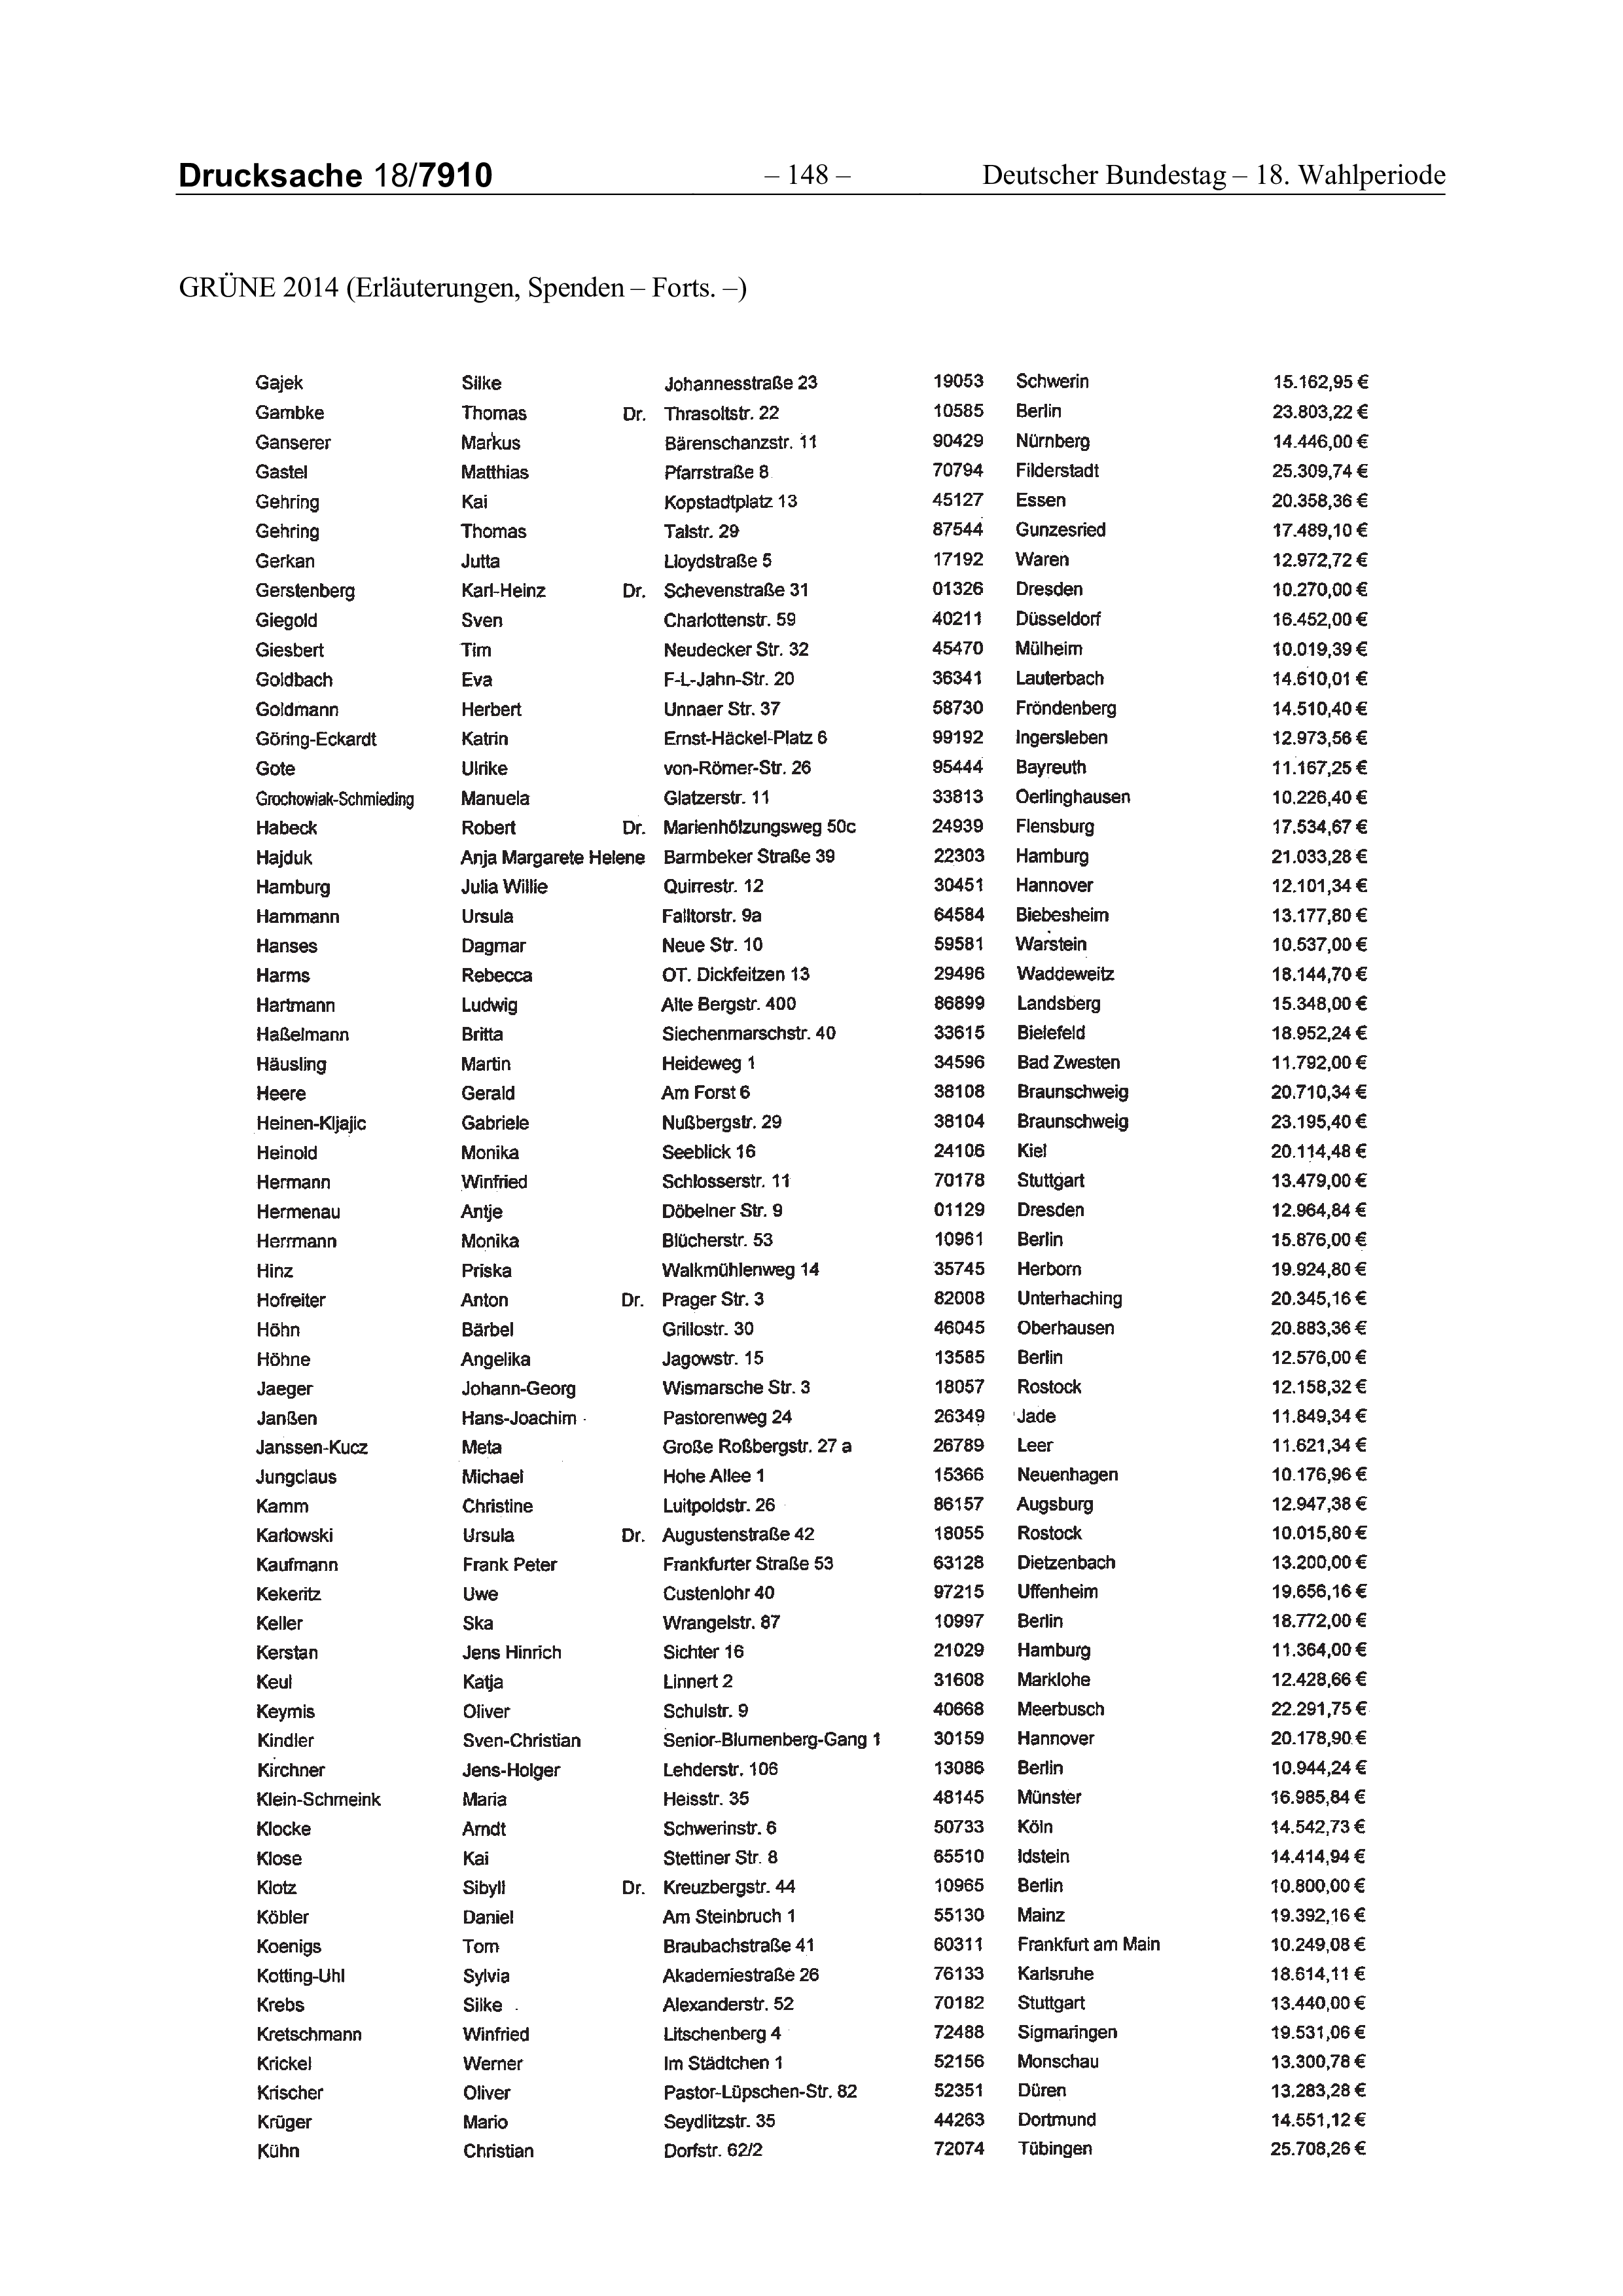 Drucksache 18/7910 – 148 – Deutscher Bundestag – 18. Wahlperiode
GRÜNE 2014 (Erläuterungen, Spenden – Forts. –)
Gajek Silke Johannesstraße 23 19053 Schwerin 15.162,95 €
Gambke Thomas Dr. Thrasoltstr. 22 10585 Berlin 23.803,22 €
Ganserer Markus Bärenschanzstr. 11 90429 Nürnberg 14.446,00 €
Gastel Matthias Pfarrstraße 8 70794 Filderstadt 25.309,74 €
Gehring Kai Kopstadtplatz 13 45127 Essen 20.358,36 €
Gehring Thomas Talstr. 29 87544 Gunzesried 17.489,10 €
Gerkan Jutta Lloydstraße 5 17192 Waren 12.972,72 €
Gerstenberg Karl-Heinz Dr. Schevenstraße 31 01326 Dresden 10.270,00 €
Giegold Sven Charlottenstr. 59 40211 Düsseldorf 16.452,00 €
Giesbert Tim Neudecker Str. 32 45470 Mülheim 10.019,39 €
Goldbach Eva F-L-Jahn-Str. 20 36341 Lauterbach 14.610,01 €
Goldmann Herbert Unnaer Str. 37 58730 Fröndenberg 14.510,40 €
Göring-Eckardt Katrin Ernst-Häckel-Platz 6 99192 Ingersleben 12.973,56 €
Gote Ulrike von-Römer-Str. 26 95444 Bayreuth 11.167,25 €
Grochowiak-Schmieding Manuela Glatzerstr. 11 33813 Oerlinghausen 10.226,40 €
Habeck Robert Dr. Marienhölzungsweg 50c 24939 Flensburg 17.534,67 €
Hajduk Anja Margarete Helene Barmbeker Straße 39 22303 Hamburg 21.033,28 €
Hamburg Julia Willie Quirrestr. 12 30451 Hannover 12.101,34 €
Hammann Ursula Falltorstr. 9a 64584 Biebesheim 13.177,80 €
Hanses Dagmar Neue Str. 10 59581 Warstein 10.537,00 €
Harms Rebecca OT. Dickfeitzen 13 29496 Waddeweitz 18.144,70 €
Hartmann Ludwig Alte Bergstr. 400 86899 Landsberg 15.348,00 €
Haßelmann Britta Siechenmarschstr. 40 33615 Bielefeld 18.952,24 €
Häusling Martin Heideweg 1 34596 Bad Zwesten 11.792,00 €
Heere Gerald Am Forst 6 38108 Braunschweig 20.710,34 €
Heinen-Kljajic Gabriele Nußbergstr. 29 38104 Braunschweig 23.195,40 €
Heinold Monika Seeblick 16 24106 Kiel 20.114,48 €
Hermann Winfried Schlosserstr. 11 70178 Stuttgart 13.479,00 €
Hermenau Antje Döbelner Str. 9 01129 Dresden 12.964,84 €
Herrmann Monika Blücherstr. 53 10961 Berlin 15.876,00 €
Hinz Priska Walkmühlenweg 14 35745 Herborn 19.924,80 €
Hofreiter Anton Dr. Prager Str. 3 82008 Unterhaching 20.345,16 €
Höhn Bärbel Grillostr. 30 46045 Oberhausen 20.883,36 €
Höhne Angelika Jagowstr. 15 13585 Berlin 12.576,00 €
Jaeger Johann-Georg Wismarsche Str. 3 18057 Rostock 12.158,32 €
Janßen Hans-Joachim Pastorenweg 24 26349 Jade 11.849,34 €
Janssen-Kucz Meta Große Roßbergstr. 27 a 26789 Leer 11.621,34 €
Jungclaus Michael Hohe Allee 1 15366 Neuenhagen 10.176,96 €
Kamm Christine Luitpoldstr. 26 86157 Augsburg 12.947,38 €
Karlowski Ursula Dr. Augustenstraße 42 18055 Rostock 10.015,80 €
Kaufmann Frank Peter Frankfurter Straße 53 63128 Dietzenbach 13.200,00 €
Kekeritz Uwe Custenlohr 40 97215 Uffenheim 19.656,16 €
Keller Ska Wrangelstr. 87 10997 Berlin 18.772,00 €
Kerstan Jens Hinrich Sichter 16 21029 Hamburg 11.364,00 €
Keul Katja Linnert 2 31608 Marklohe 12.428,66 €
Keymis Oliver Schulstr. 9 40668 Meerbusch 22.291,75 €
Kindler Sven-Christian Senior-Blumenberg-Gang 1 30159 Hannover 20.178,90 €
Kirchner Jens-Holger Lehderstr. 106 13086 Berlin 10.944,24 €
Klein-Schmeink Maria Heisstr. 35 48145 Münster 16.985,84 €
Klocke Arndt Schwerinstr. 6 50733 Köln 14.542,73 €
Klose Kai Stettiner Str. 8 65510 Idstein 14.414,94 €
Klotz Sibyll Dr. Kreuzbergstr. 44 10965 Berlin 10.800,00 €
Köbler Daniel Am Steinbruch 1 55130 Mainz 19.392,16 €
Koenigs Tom Braubachstraße 41 60311 Frankfurt am Main 10.249,08 €
Kotting-Uhl Sylvia Akademiestraße 26 76133 Karlsruhe 18.614,11 €
Krebs Silke Alexanderstr. 52 70182 Stuttgart 13.440,00 €
Kretschmann Winfried Litschenberg 4 72488 Sigmaringen 19.531,06 €
Krickel Werner Im Städtchen 1 52156 Monschau 13.300,78 €
Krischer Oliver Pastor-Lüpschen-Str. 82 52351 Düren 13.283,28 €
Krüger Mario Seydlitzstr. 35 44263 Dortmund 14.551,12 €
Kühn Christian Dorfstr. 62/2 72074 Tübingen 25.708,26 €